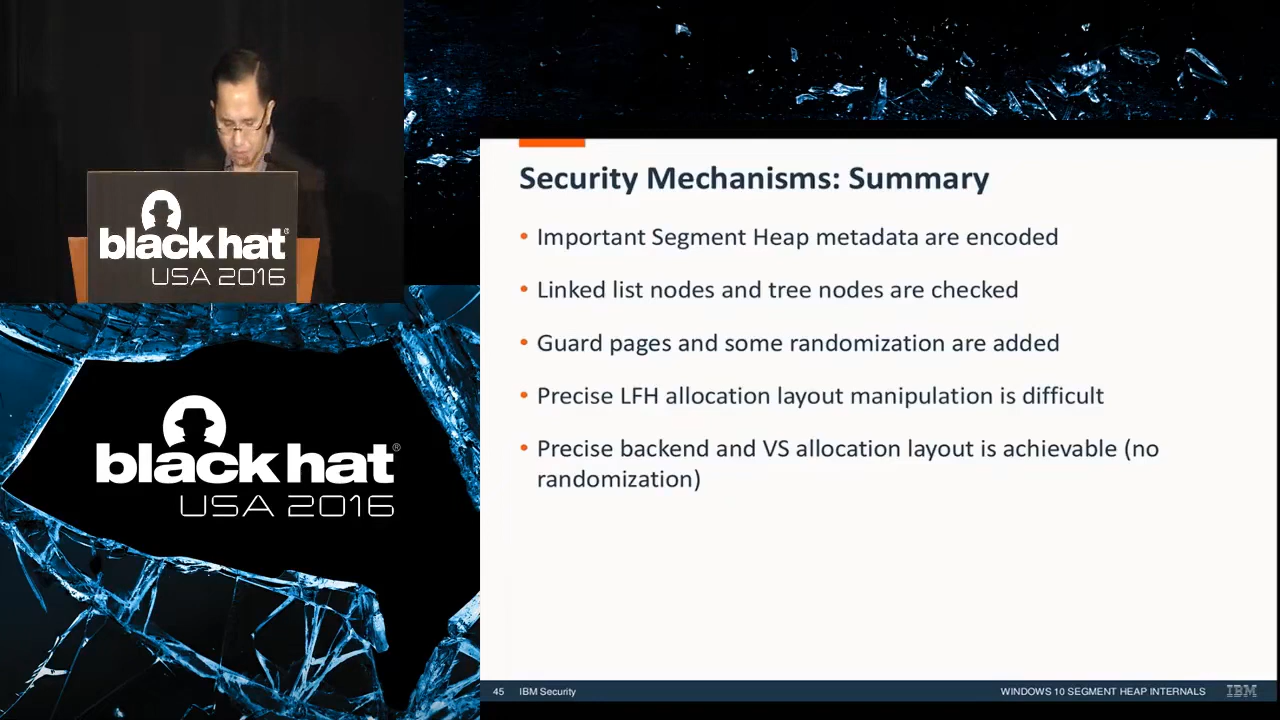 black hat®
USA 2016
black hat®
USA 2016
Security Mechanisms: Summary
• Important Segment Heap metadata are encoded
• Linked list nodes and tree nodes are checked
• Guard pages and some randomization are added
• Precise LFH allocation layout manipulation is difficult
• Precise backend and VS allocation layout is achievable (no
randomization)
45 IBM Security WINDOWS 10 SEGMENT HEAP INTERNALS IBM